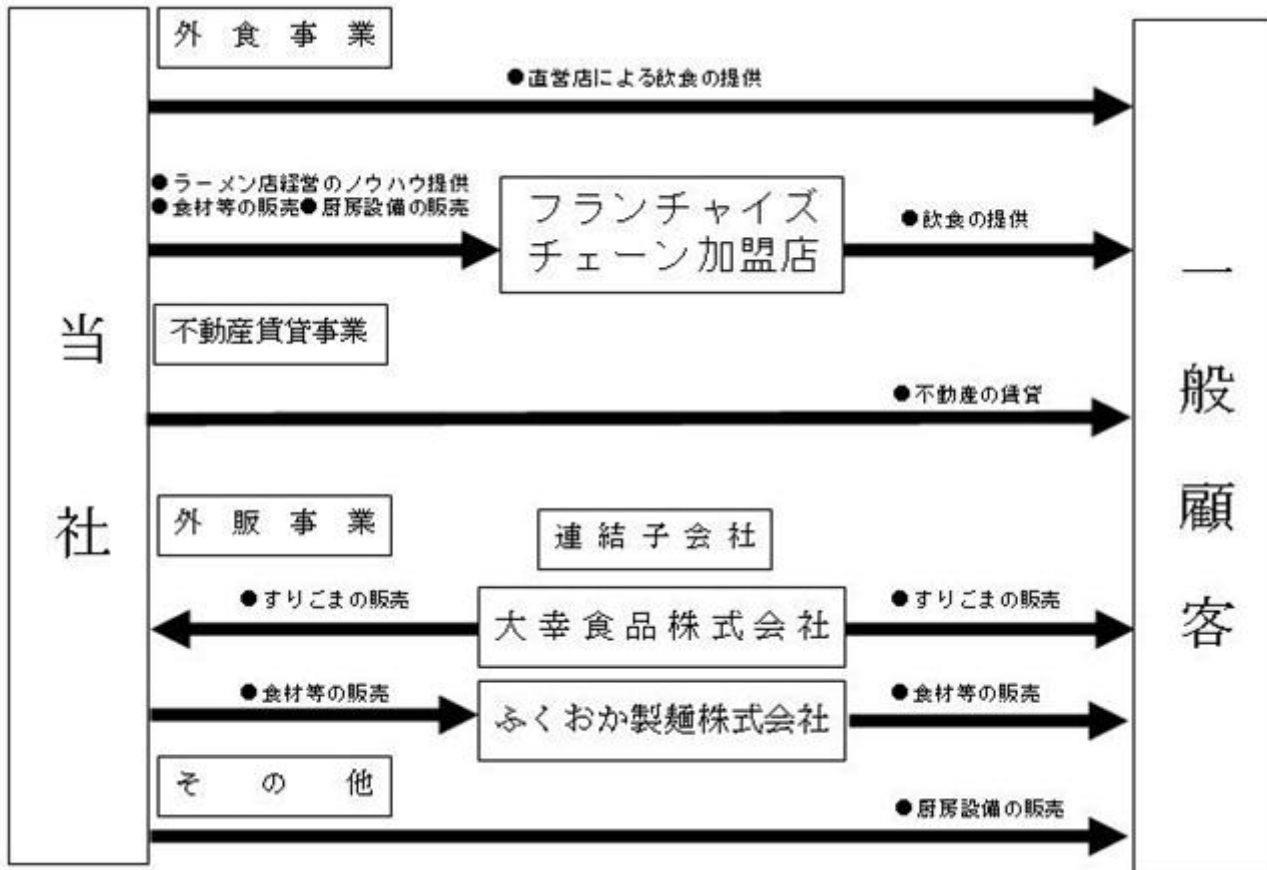 外食事業
●直営店による飲食の提供
●ラーメン店経営のノウハウ提供
●食材等の販売●厨房設備の販売
フランチャイズ
チェーン加盟店
●飲食の提供
当社
一般顧客
不動産賃貸事業
●不動産の賃貸
外販事業
連結子会社
●すりごまの販売
大幸食品株式会社
●すりごまの販売
●食材等の販売
ふくおか製麺株式会社
●食材等の販売
その他
●厨房設備の販売